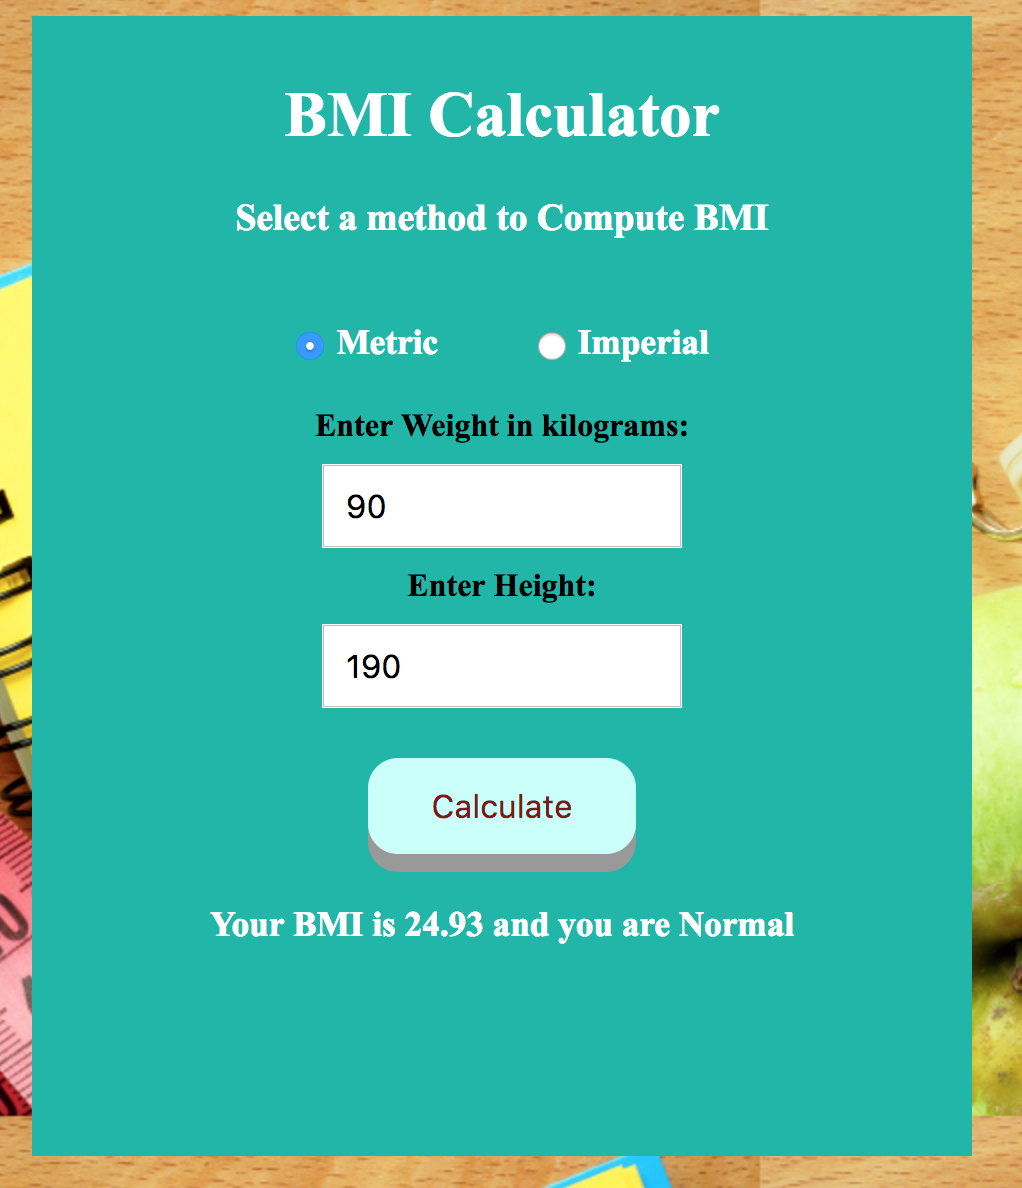 BMI Calculator
Select a method to Compute BMI
Metric Imperial
Enter Weight in kilograms:
90
Enter Height:
190
Calculate
Your BMI is 24.93 and you are Normal